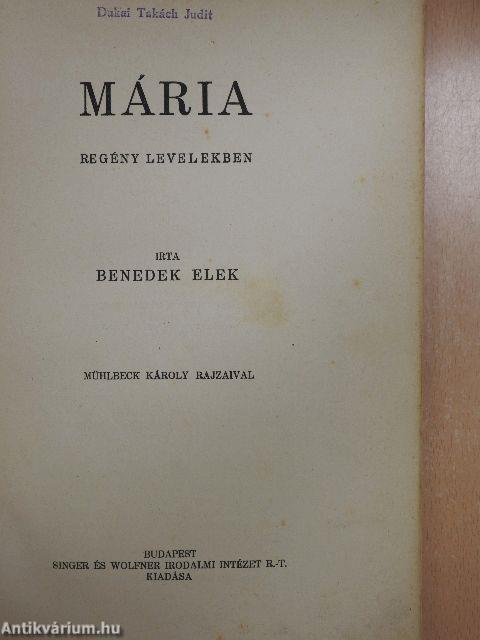 Dukai Takách Judit
MÁRIA
REGÉNY LEVELEKBEN
IRTA
BENEDEK ELEK
MÜHLBECK KÁROLY RAJZAIVAL
BUDAPEST
SINGER ÉS WOLFNER IRODALMI INTÉZET R.-T.
KIADÁSA
Antikvárium.hu